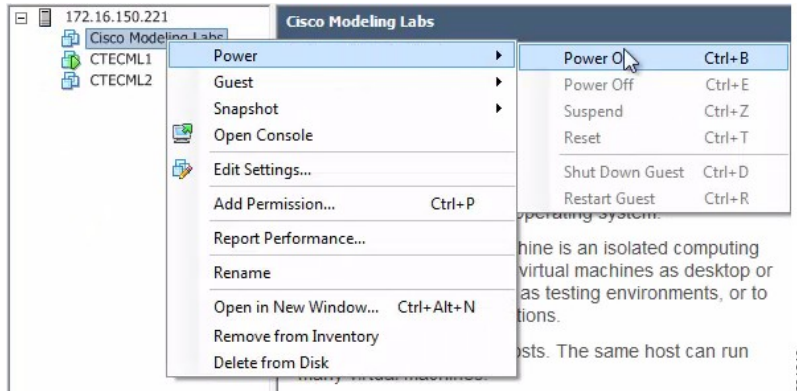 172.16.150.221
Cisco Modeling Labs
Cisco Modeling Labs
CTECML1
CTECML2
Power
Guest
Snapshot
Open Console
Edit Settings...
Add Permission... Ctrl+P
Report Performance...
Rename
Open in New Window... Ctrl+Alt+N
Remove from Inventory
Delete from Disk
Power O Ctrl+B
Power Off Ctrl+E
Suspend Ctrl+Z
Reset Ctrl+T
Shut Down Guest Ctrl+D
Restart Guest Ctrl+R
operating system.
hine is an isolated computing
virtual machines as desktop or
as testing environments, or to
tions.
osts. The same host can run
many virtual machines.